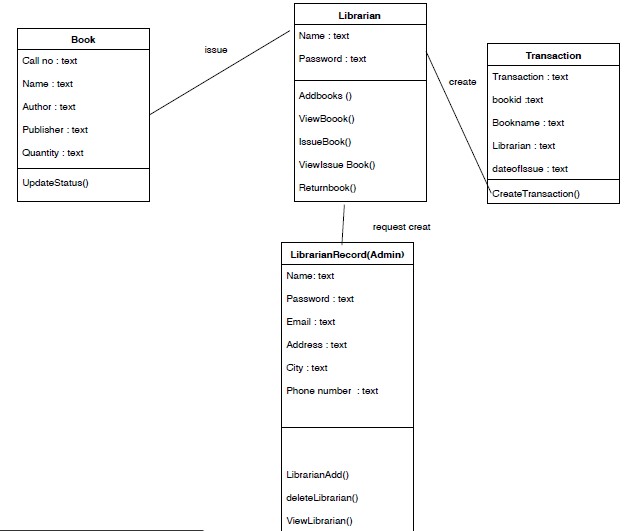 Book
Call no : text
Name : text
Author : text
Publisher : text
Quantity : text
UpdateStatus()
issue
Librarian
Name : text
Password : text
Addbooks ()
ViewBoook()
IssueBook()
ViewIssue Book()
Returnbook()
create
Transaction
Transaction : text
bookid :text
Bookname : text
Librarian : text
dateofIssue : text
CreateTransaction()
request creat
LibrarianRecord(Admin)
Name: text
Password : text
Email : text
Address : text
City : text
Phone number : text
LibrarianAdd()
deleteLibrarian()
ViewLibrarian()